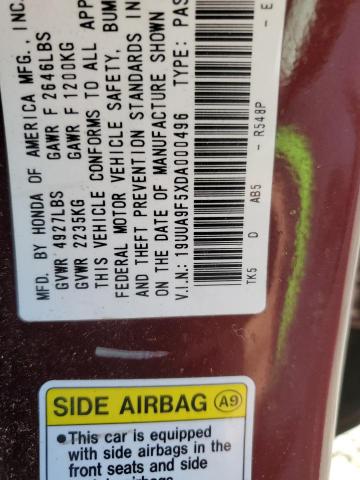 MFD. BY HONDA OF AMERICA MFG., INC.
GVWR 4927LBS GAWR F 2646LBS
GVWR 2235KG GAWR F 1200KG
THIS VEHICLE CONFORMS TO ALL APP
FEDERAL MOTOR VEHICLE SAFETY, BUM
AND THEFT PREVENTION STANDARDS IN
ON THE DATE OF MANUFACTURE SHOWN
V.I.N.: 19UUA9F5XDA000496 TYPE: PAS
TK5 D AB5 - R548P - E
SIDE AIRBAG A9
•This car is equipped
with side airbags in the
front seats and side